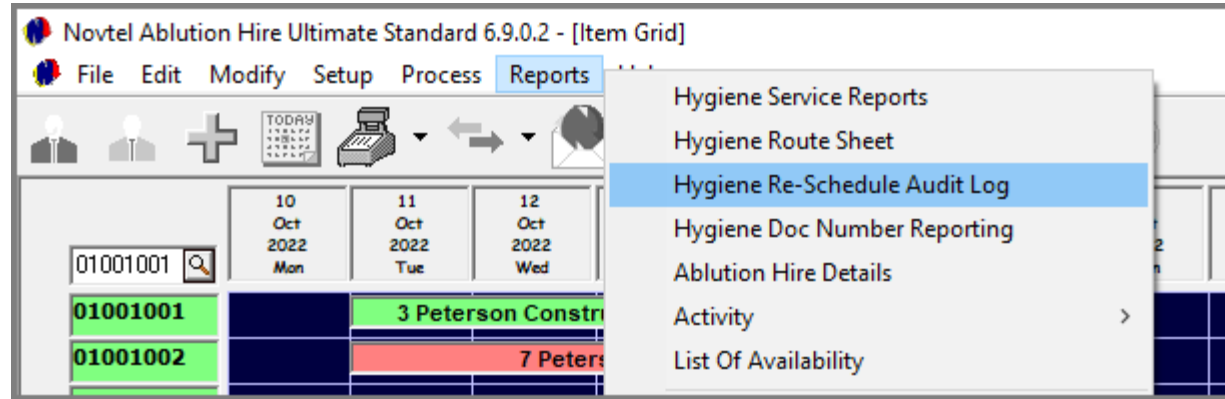 Novtel Ablution Hire Ultimate Standard 6.9.0.2 - [Item Grid]
File Edit Modify Setup Process Reports
Hygiene Service Reports
Hygiene Route Sheet
Hygiene Re-Schedule Audit Log
Hygiene Doc Number Reporting
Ablution Hire Details
Activity
List Of Availability
TODAY
10 Oct 2022 Mon
11 Oct 2022 Tue
12 Oct 2022 Wed
01001001
01001001
3 Peterson Constru
01001002
7 Peters